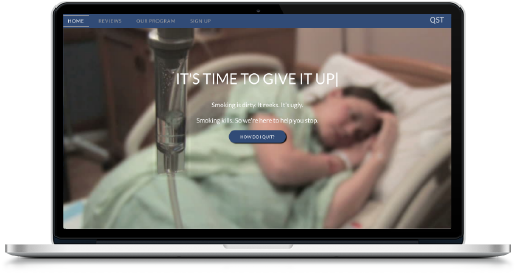 HOME REVIEWS OUR PROGRAM SIGN UP QST
IT'S TIME TO GIVE IT UP|
Smoking is dirty. It reeks. It's ugly.
Smoking kills. So we're here to help you stop.
HOW DO I QUIT?